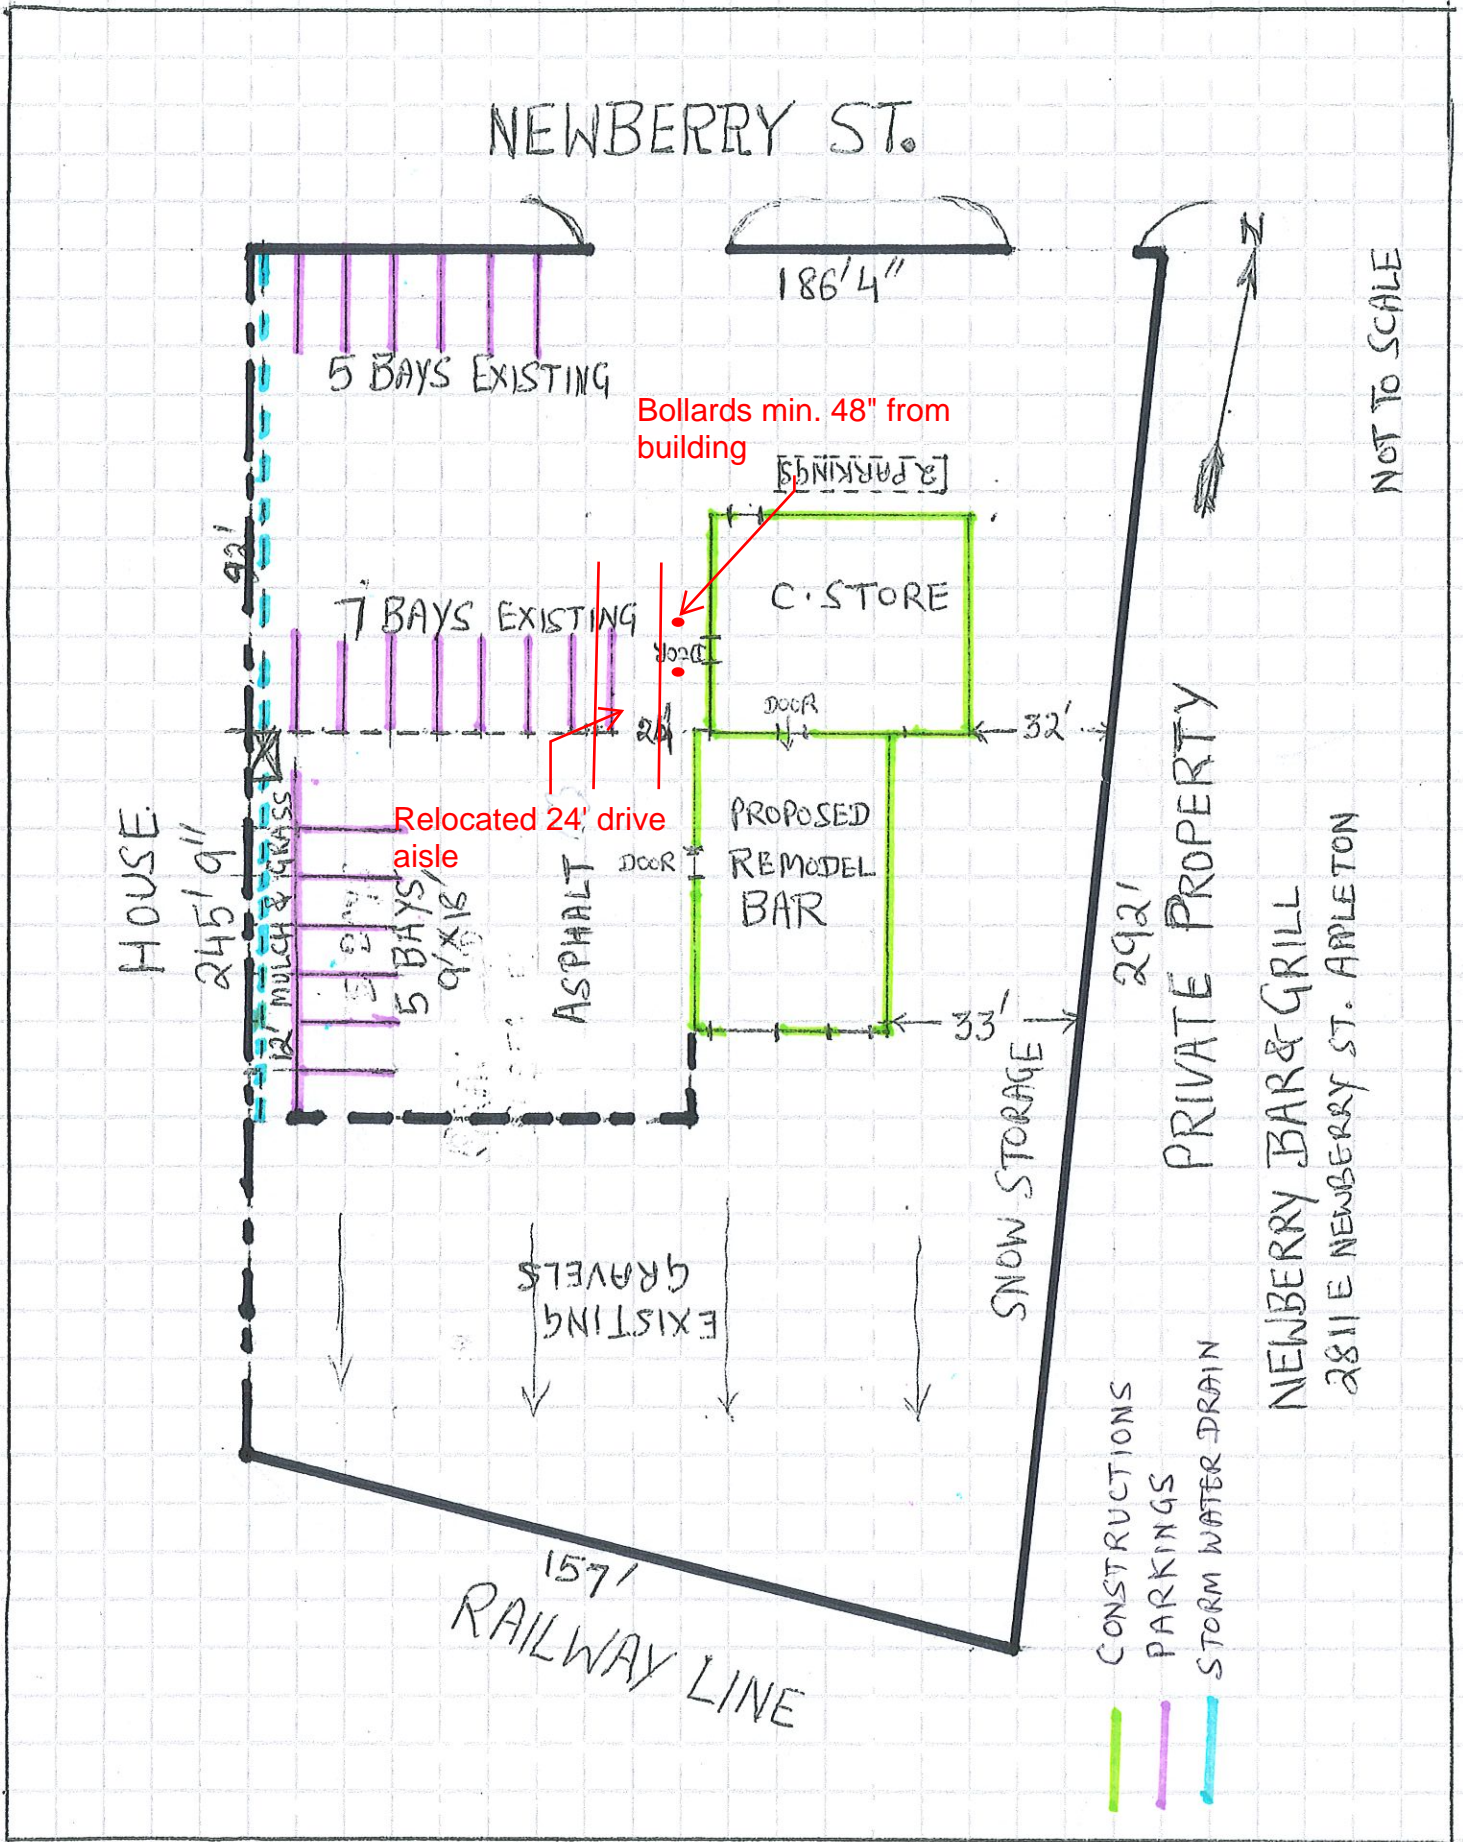 NEWBERRY ST.
186'4"
N
NOT TO SCALE
5 BAYS EXISTING
Bollards min. 48" from
building
2 PARKINGS
92'
7 BAYS EXISTING
C. STORE
DOOR
DOOR
24'
32'
Relocated 24' drive
aisle
HOUSE
245'9"
12' MULCH & GRASS
5 BAYS
9'X18'
ASPHALT
DOOR
PROPOSED
REMODEL
BAR
33'
292'
PRIVATE PROPERTY
SNOW STORAGE
EXISTING
GRAVELS
157'
RAILWAY LINE
NEWBERRY BAR & GRILL
2811 E NEWBERRY ST. APPLETON
CONSTRUCTIONS
PARKINGS
STORM WATER DRAIN